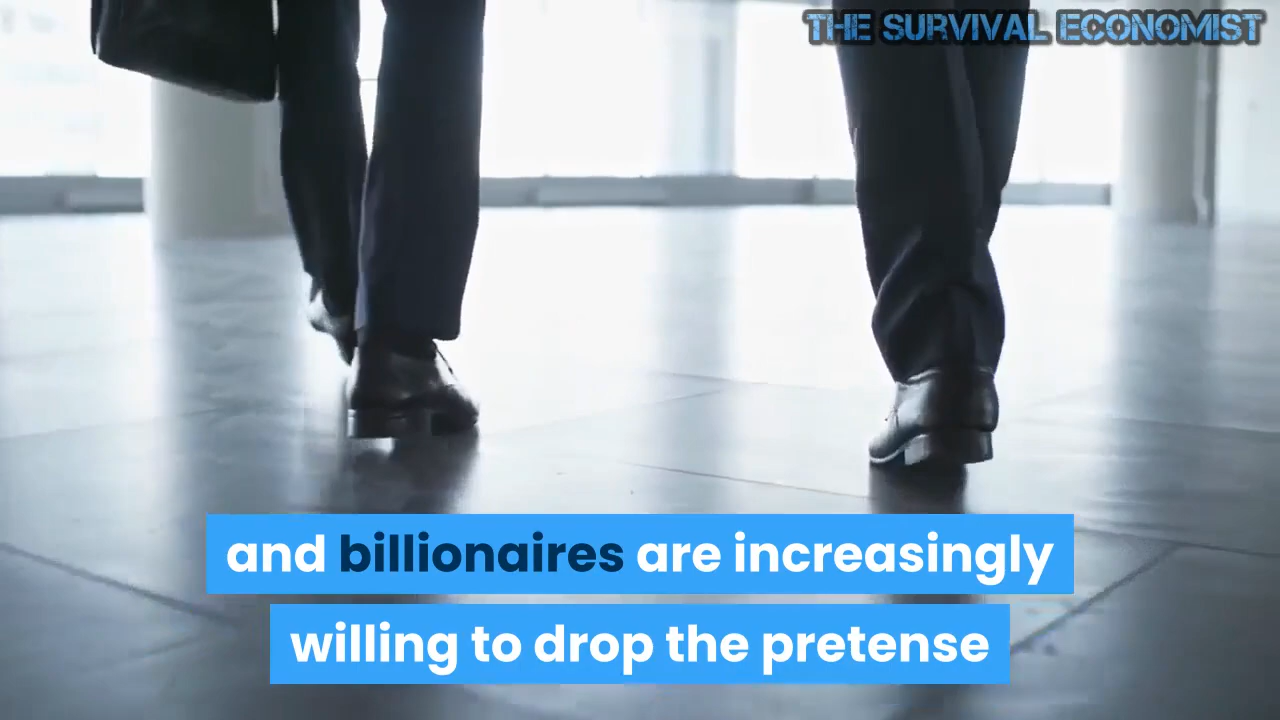 THE SURVIVAL ECONOMIST
and billionaires are increasingly
willing to drop the pretense